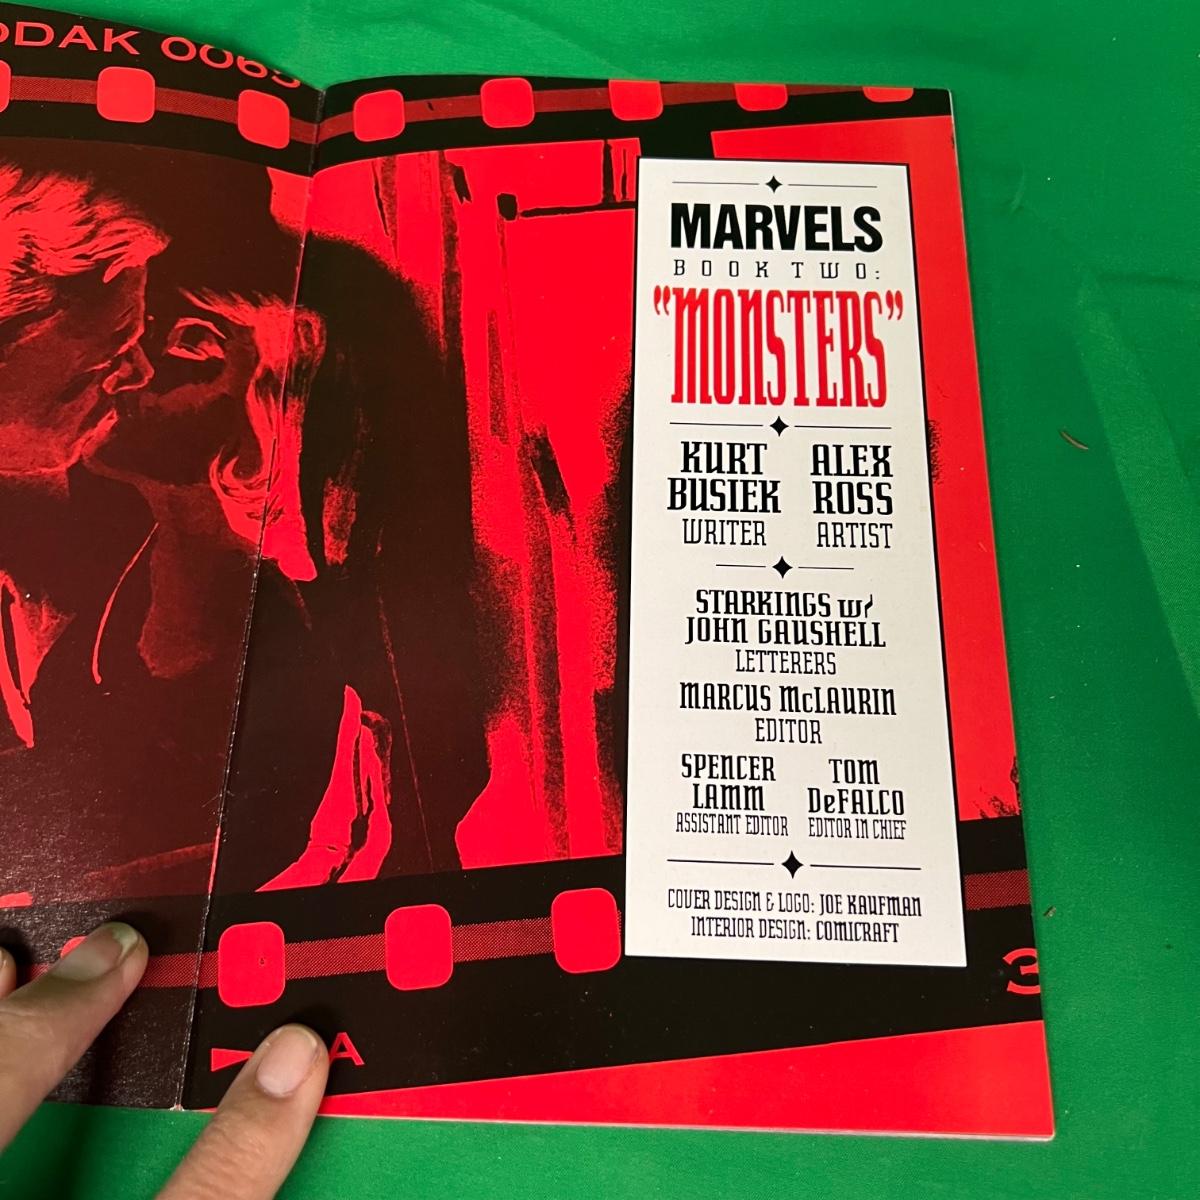 ODAK 0065
MARVELS
BOOK TWO:
"MONSTERS"
KURT BUSIEK
WRITER
ALEX ROSS
ARTIST
STARKINGS w/
JOHN GAUSHELL
LETTERERS
MARCUS McLAURIN
EDITOR
SPENCER LAMM
ASSISTANT EDITOR
TOM DeFALCO
EDITOR IN CHIEF
COVER DESIGN & LOGO: JOE KAUFMAN
INTERIOR DESIGN: COMICRAFT
A
3